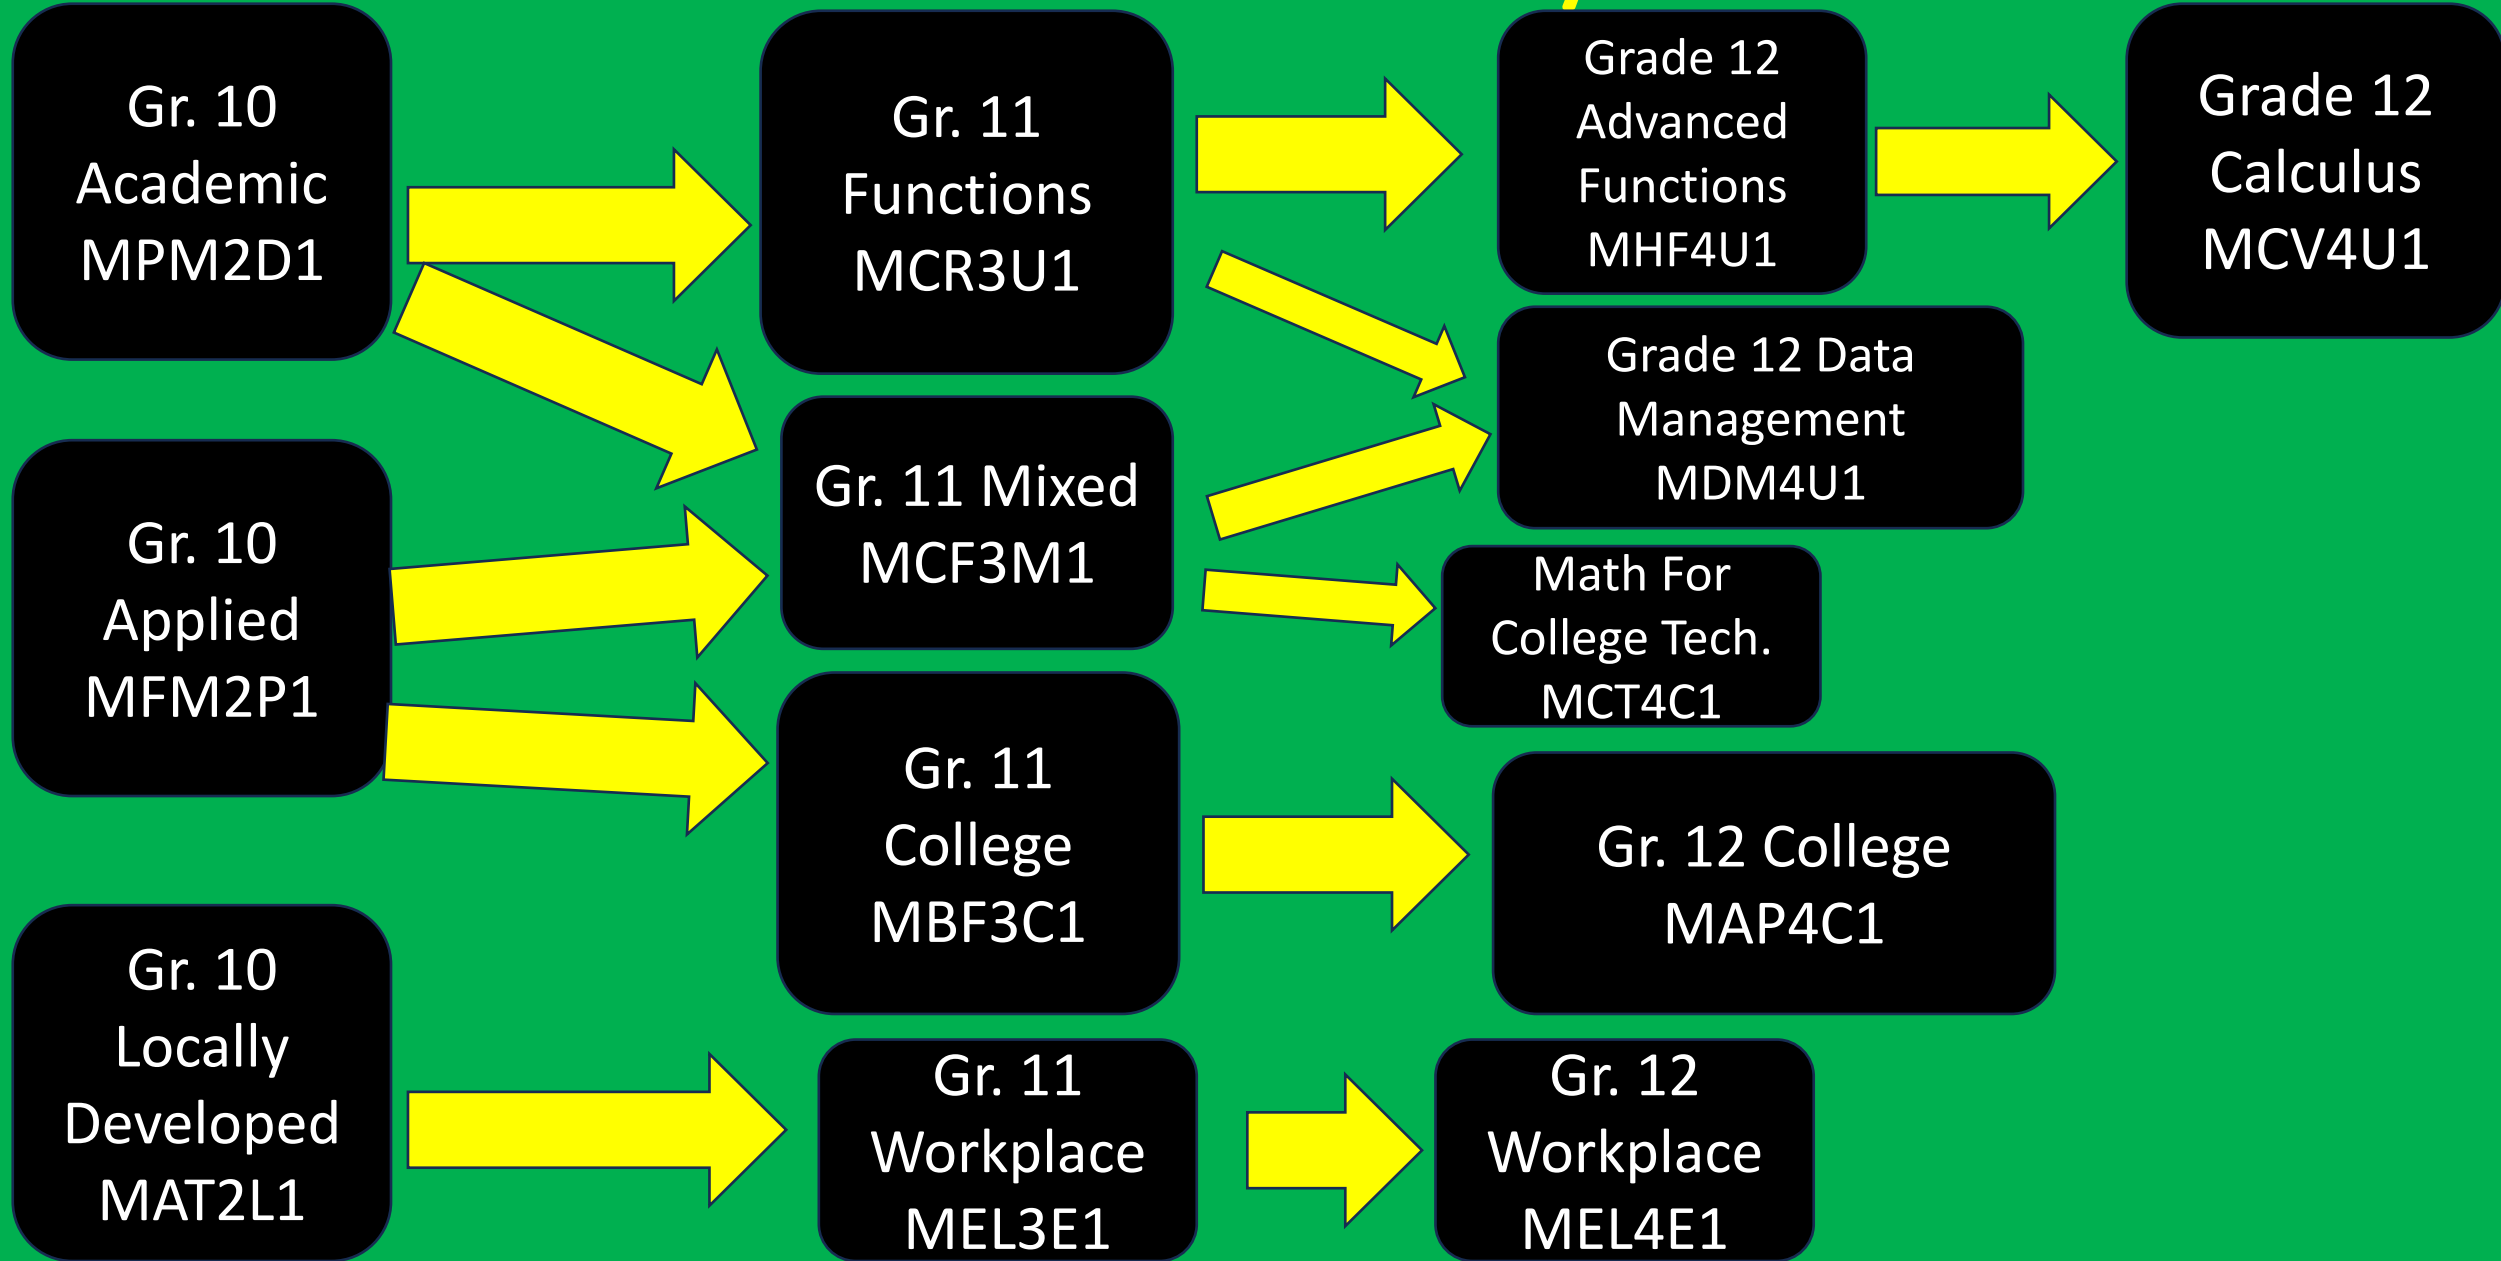 Gr. 10
Academic
MPM2D1
Gr. 11
Functions
MCR3U1
Grade 12
Advanced
Functions
MHF4U1
Grade 12
Calculus
MCV4U1
Grade 12 Data
Management
MDM4U1
Gr. 10
Applied
MFM2P1
Gr. 11 Mixed
MCF3M1
Math For
College Tech.
MCT4C1
Gr. 11
College
MBF3C1
Gr. 12 College
MAP4C1
Gr. 10
Locally
Developed
MAT2L1
Gr. 11
Workplace
MEL3E1
Gr. 12
Workplace
MEL4E1